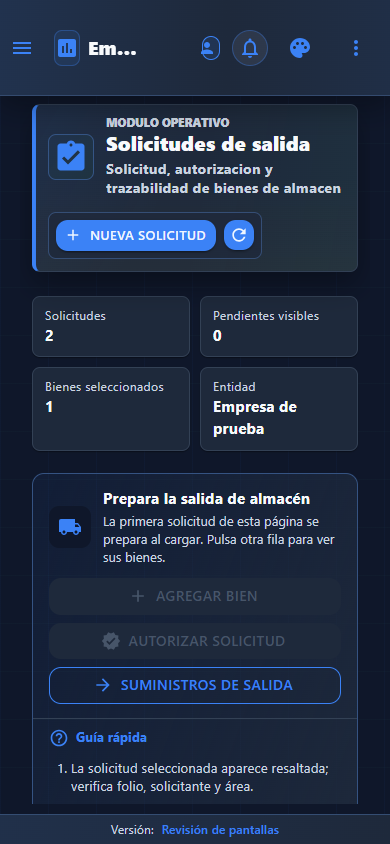 Em...
MODULO OPERATIVO
Solicitudes de salida
Solicitud, autorizacion y
trazabilidad de bienes de almacen
NUEVA SOLICITUD
Solicitudes
2
Pendientes visibles
0
Bienes seleccionados
1
Entidad
Empresa de
prueba
Prepara la salida de almacén
La primera solicitud de esta página se
prepara al cargar. Pulsa otra fila para ver
sus bienes.
AGREGAR BIEN
AUTORIZAR SOLICITUD
SUMINISTROS DE SALIDA
Guía rápida
1. La solicitud seleccionada aparece resaltada;
verifica folio, solicitante y área.
Versión: Revisión de pantallas